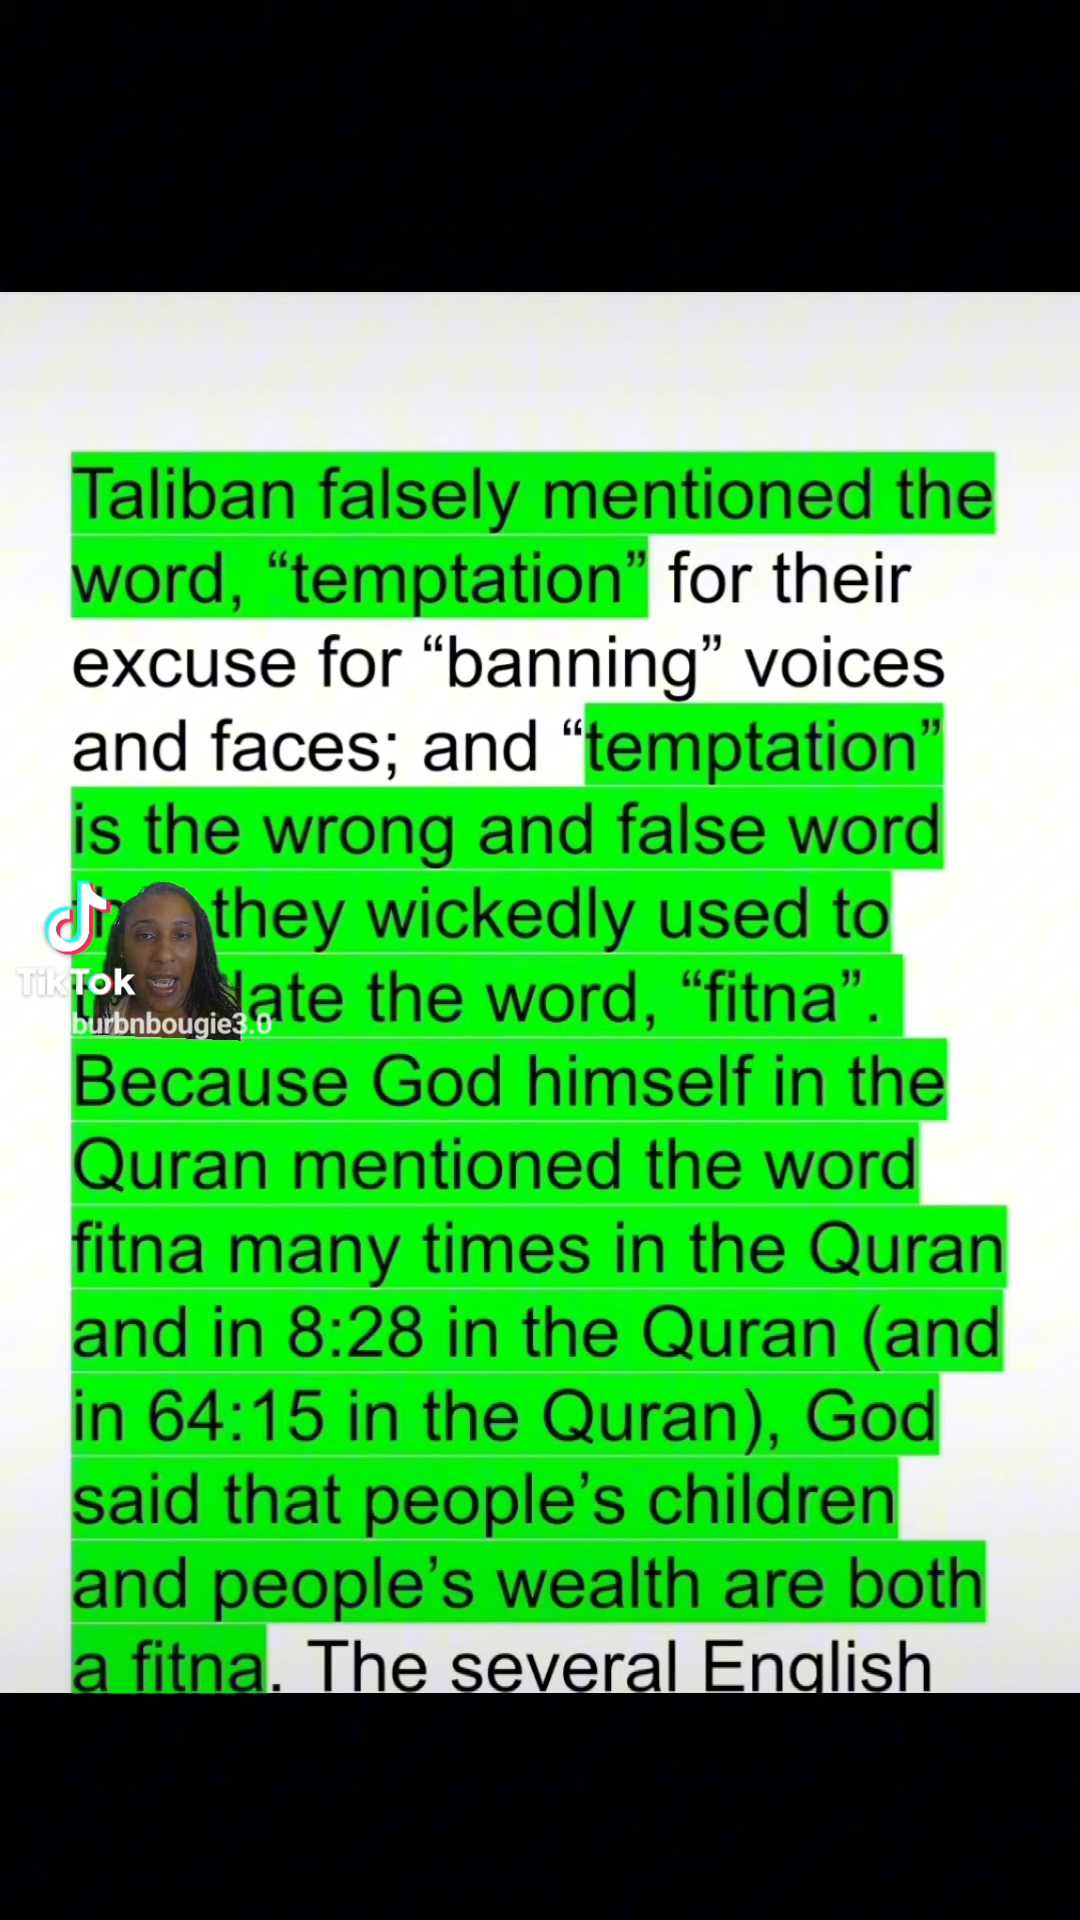 Taliban falsely mentioned the
word, “temptation” for their
excuse for “banning” voices
and faces; and “temptation”
is the wrong and false word
they wickedly used to
the word, “fitna”.
Because God himself in the
Quran mentioned the word
fitna many times in the Quran
and in 8:28 in the Quran (and
in 64:15 in the Quran), God
said that people’s children
and people’s wealth are both
a fitna. The several English
TikTok
burbnbougie3.0